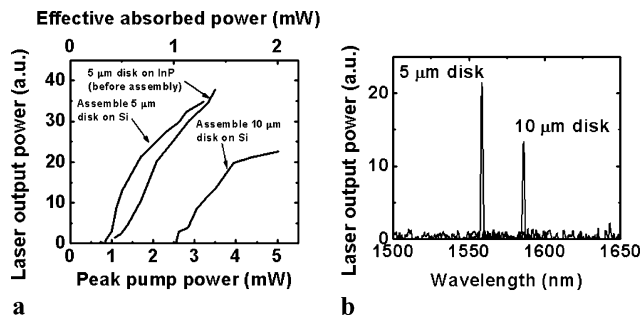 Effective absorbed power (mW)
0 1 2
Laser output power (a.u.)
40
30
20
10
0
5 µm disk on InP
(before assembly)
Assemble 5 µm
disk on Si
Assemble 10 µm
disk on Si
0 1 2 3 4 5
Peak pump power (mW)
a
Laser output power (a.u.)
20
10
0
5 µm disk
10 µm disk
1500 1550 1600 1650
Wavelength (nm)
b